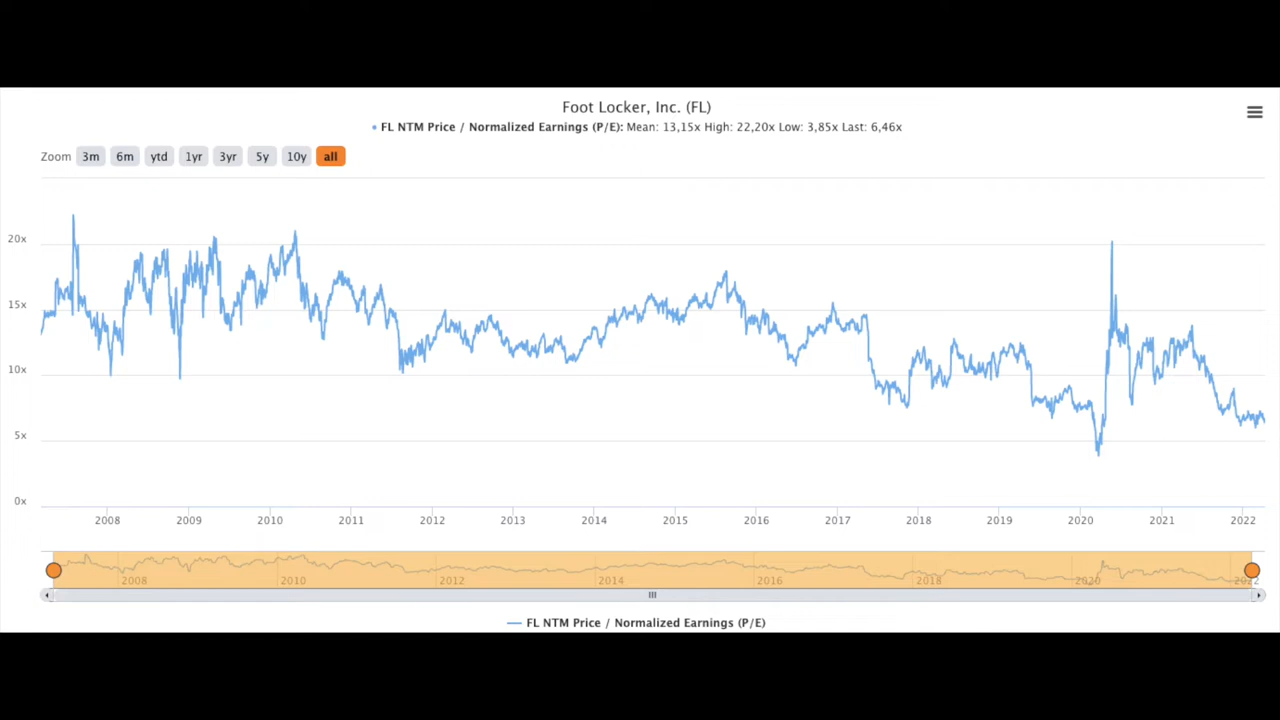 Foot Locker, Inc. (FL)
FL NTM Price / Normalized Earnings (P/E): Mean: 13,15x High: 22,20x Low: 3,85x Last: 6,46x
Zoom 3m 6m ytd 1yr 3yr 5y 10y all
20x
15x
10x
5x
0x
2008 2009 2010 2011 2012 2013 2014 2015 2016 2017 2018 2019 2020 2021 2022
2008 2010 2012 2014 2016 2018 2020 2022
FL NTM Price / Normalized Earnings (P/E)